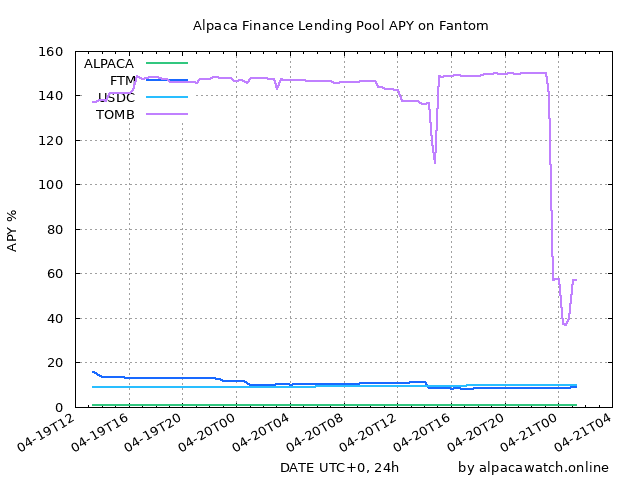 Alpaca Finance Lending Pool APY on Fantom
160
140
120
100
80
60
40
20
0
APY %
ALPACA
FTM
USDC
TOMB
04-19T12
04-19T16
04-19T20
04-20T00
04-20T04
04-20T08
04-20T12
04-20T16
04-20T20
04-21T00
04-21T04
DATE UTC+0, 24h
by alpacawatch.online